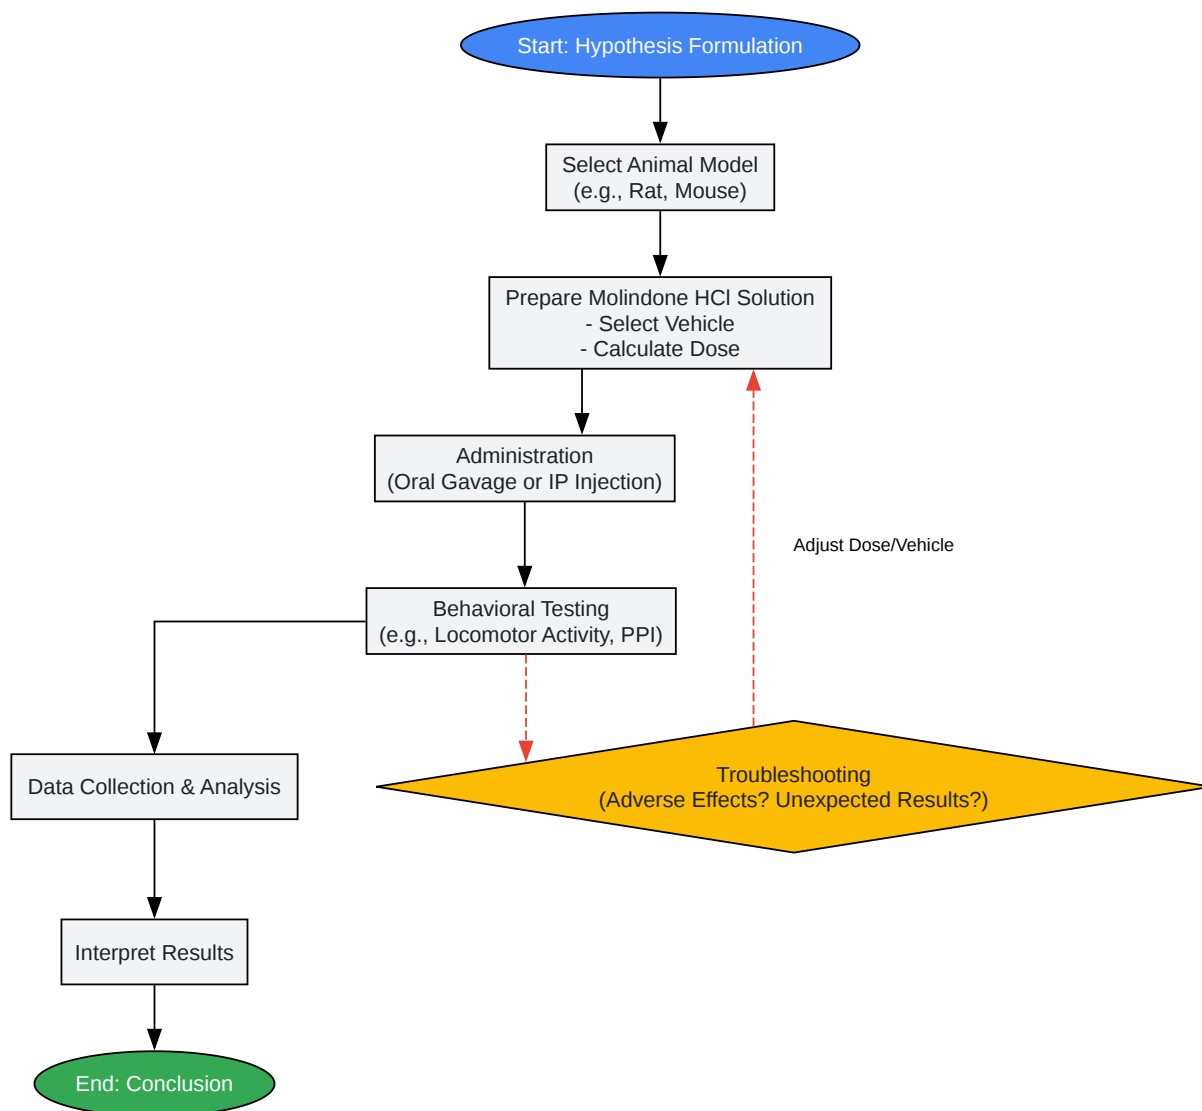 Start: Hypothesis Formulation
Select Animal Model
(e.g., Rat, Mouse)
Prepare Molindone HCl Solution
- Select Vehicle
- Calculate Dose
Administration
(Oral Gavage or IP Injection)
Adjust Dose/Vehicle
Behavioral Testing
(e.g., Locomotor Activity, PPI)
Troubleshooting
(Adverse Effects? Unexpected Results?)
Data Collection & Analysis
Interpret Results
End: Conclusion